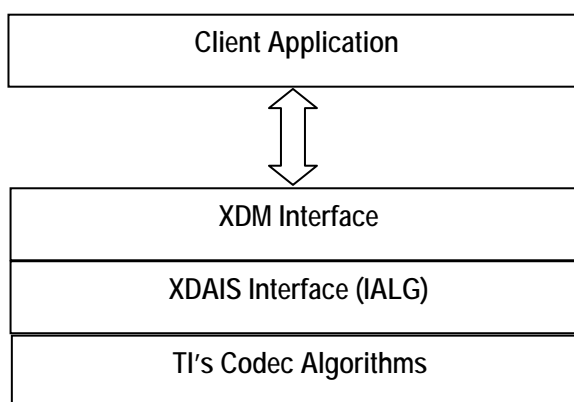 Client Application
XDM Interface
XDAIS Interface (IALG)
TI's Codec Algorithms